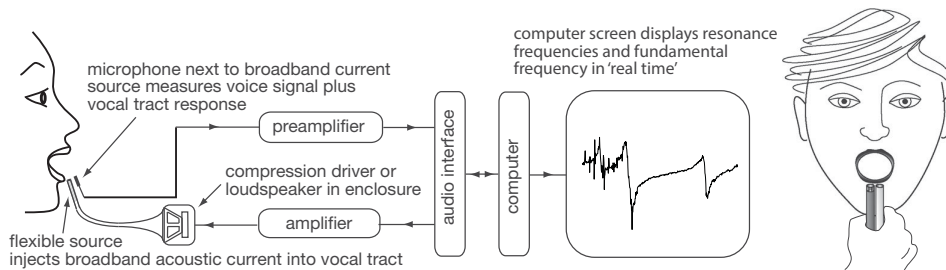 computer screen displays resonance
frequencies and fundamental
frequency in ‘real time’
microphone next to broadband current
source measures voice signal plus
vocal tract response
preamplifier
audio interface
computer
compression driver or
loudspeaker in enclosure
amplifier
flexible source
injects broadband acoustic current into vocal tract